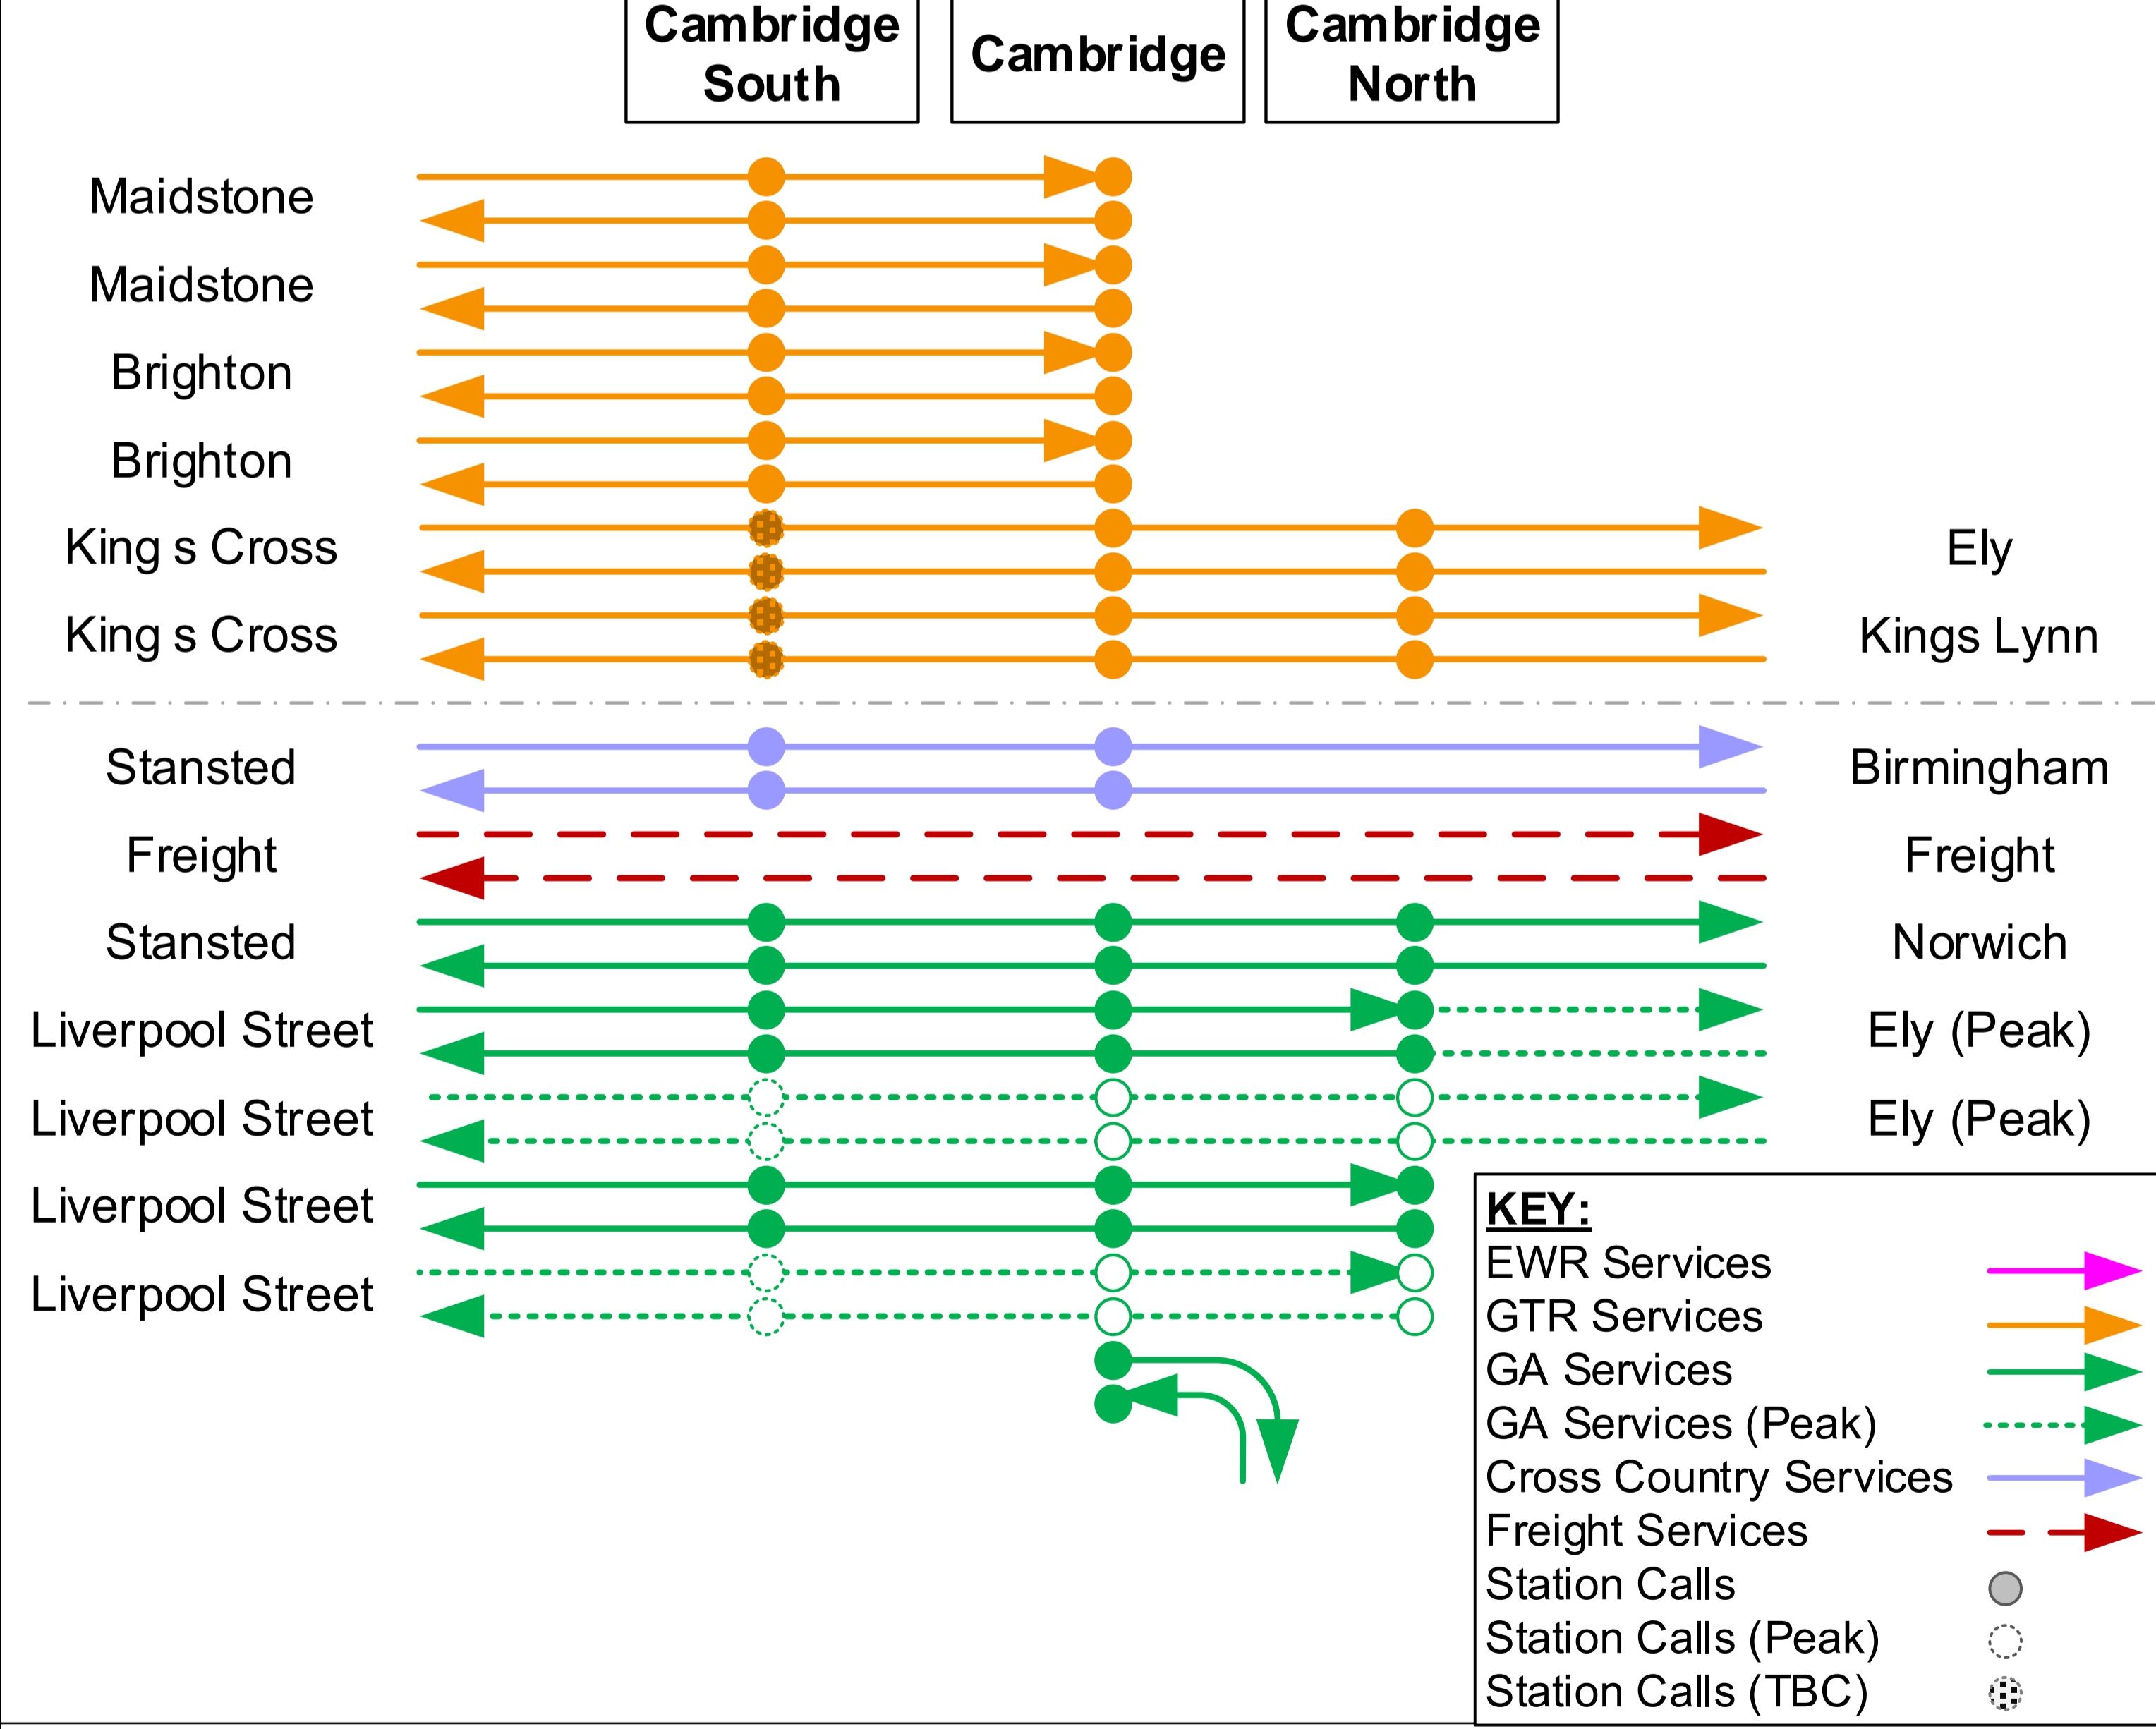 Cambridge
South
Cambridge
Cambridge
North
Maidstone
Maidstone
Brighton
Brighton
King s Cross
Ely
King s Cross
Kings Lynn
Stansted
Birmingham
Freight
Freight
Stansted
Norwich
Liverpool Street
Ely (Peak)
Liverpool Street
Ely (Peak)
Liverpool Street
Liverpool Street
KEY:
EWR Services
GTR Services
GA Services
GA Services (Peak)
Cross Country Services
Freight Services
Station Calls
Station Calls (Peak)
Station Calls (TBC)